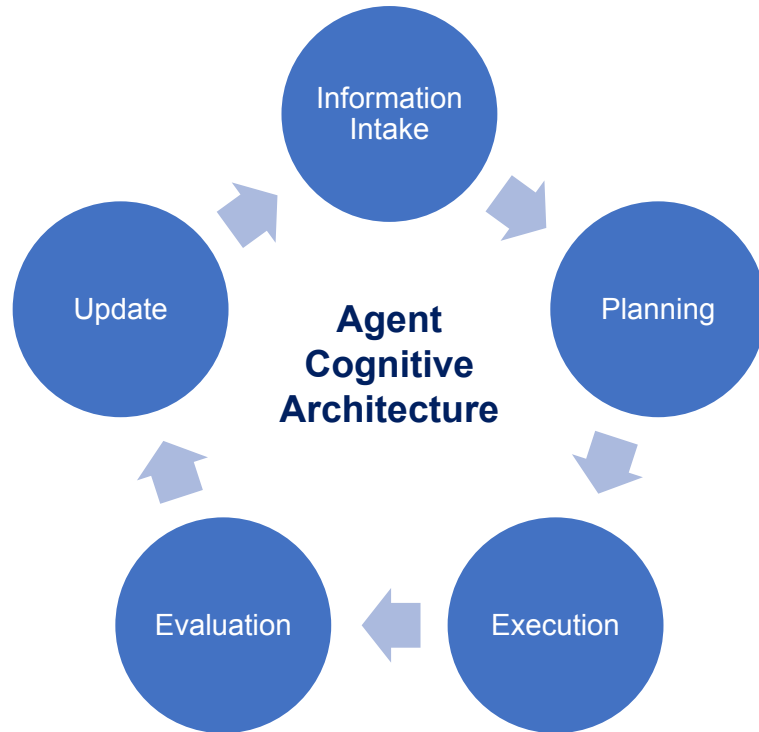 Information
Intake
Planning
Execution
Evaluation
Update
Agent
Cognitive
Architecture